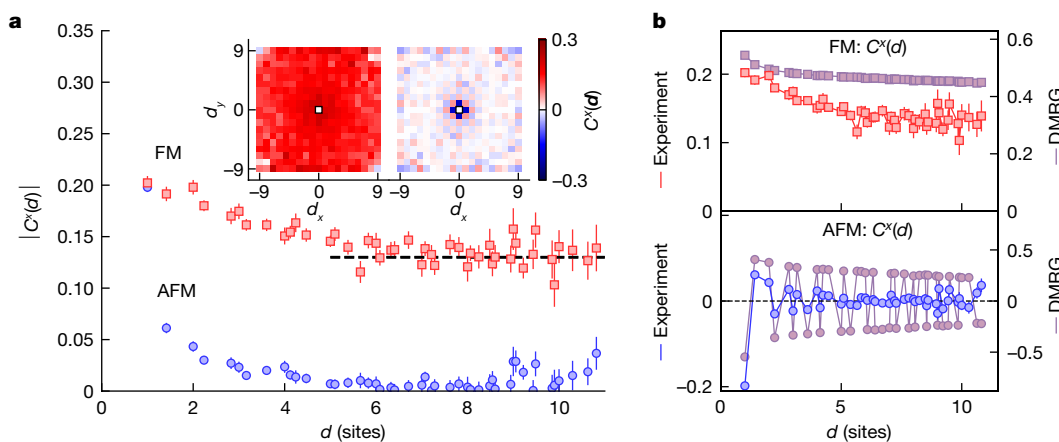 a
|Cˣ(d)|
0.35
0.30
0.25
0.20
0.15
0.10
0.05
0
0
2
4
6
8
10
d (sites)
FM
AFM
d_y
9
0
−9
−9
0
9
d_x
−9
0
9
d_x
0.3
0
−0.3
Cˣ(d)
b
FM: Cˣ(d)
Experiment
0.2
0.1
0
DMRG
0.6
0.4
0.2
0
AFM: Cˣ(d)
Experiment
0
−0.2
DMRG
0.5
0
−0.5
0
5
10
d (sites)